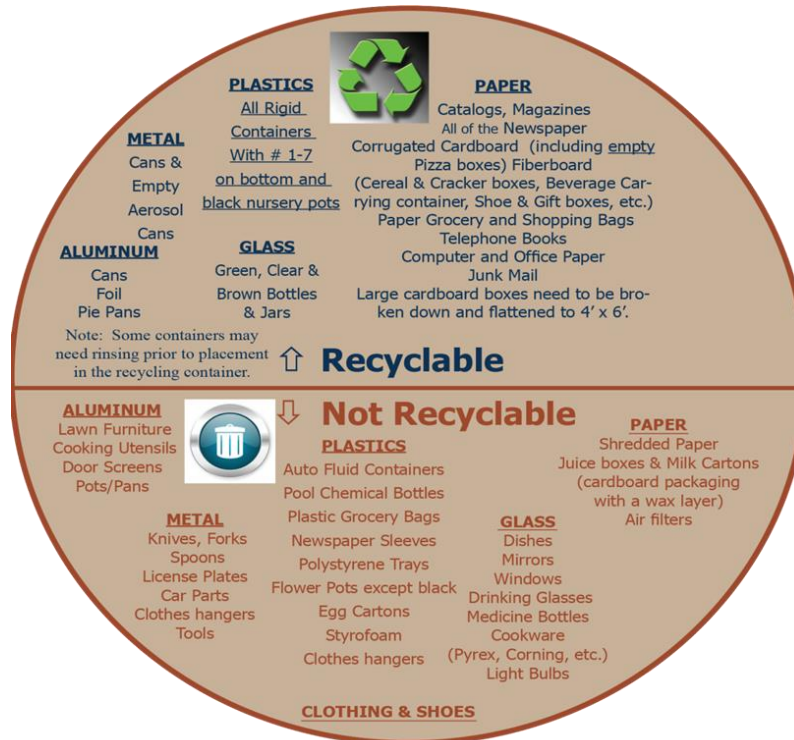 PLASTICS
All Rigid
Containers
With # 1-7
on bottom and
black nursery pots
PAPER
Catalogs, Magazines
All of the Newspaper
Corrugated Cardboard (including empty
Pizza boxes) Fiberboard
(Cereal & Cracker boxes, Beverage Car-
rying container, Shoe & Gift boxes, etc.)
Paper Grocery and Shopping Bags
Telephone Books
Computer and Office Paper
Junk Mail
Large cardboard boxes need to be bro-
ken down and flattened to 4' x 6'.
METAL
Cans &
Empty
Aerosol
Cans
ALUMINUM
Cans
Foil
Pie Pans
GLASS
Green, Clear &
Brown Bottles
& Jars
Note: Some containers may
need rinsing prior to placement
in the recycling container.
Recyclable
Not Recyclable
ALUMINUM
Lawn Furniture
Cooking Utensils
Door Screens
Pots/Pans
METAL
Knives, Forks
Spoons
License Plates
Car Parts
Clothes hangers
Tools
PLASTICS
Auto Fluid Containers
Pool Chemical Bottles
Plastic Grocery Bags
Newspaper Sleeves
Polystyrene Trays
Flower Pots except black
Egg Cartons
Styrofoam
Clothes hangers
GLASS
Dishes
Mirrors
Windows
Drinking Glasses
Medicine Bottles
Cookware
(Pyrex, Corning, etc.)
Light Bulbs
PAPER
Shredded Paper
Juice boxes & Milk Cartons
(cardboard packaging
with a wax layer)
Air filters
CLOTHING & SHOES